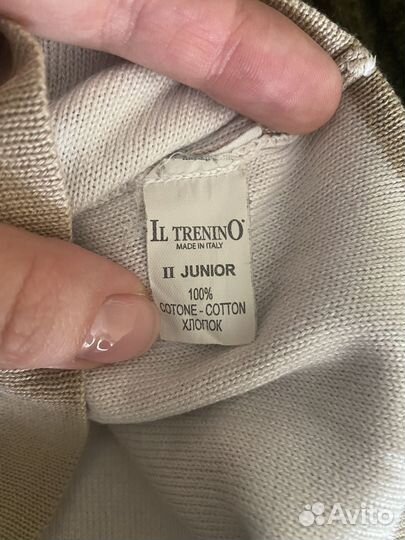 IL TRENINO
MADE IN ITALY
II JUNIOR
100%
COTONE - COTTON
ХЛОПОК
Avito